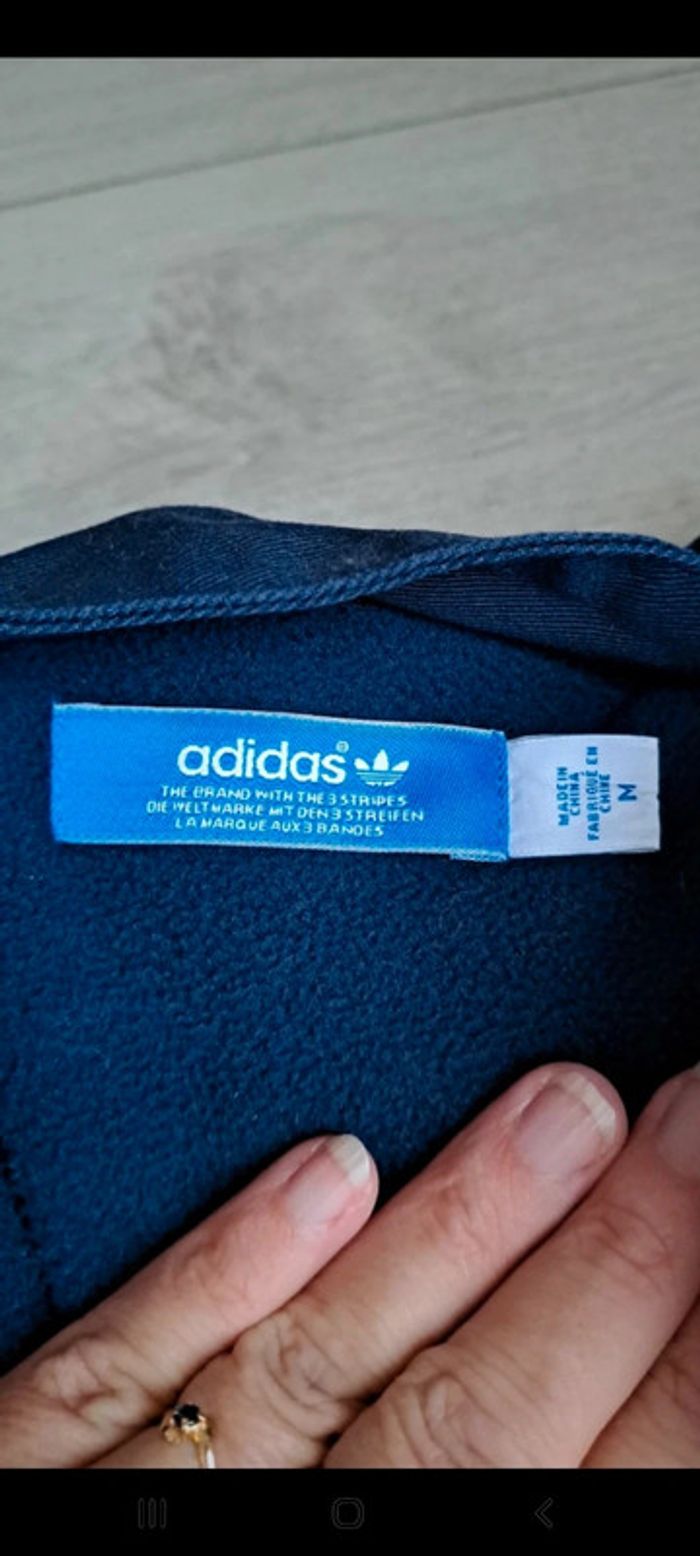 adidas®
THE BRAND WITH THE 3 STRIPES
DIE WELTMARKE MIT DEN 3 STREIFEN
LA MARQUE AUX 3 BANDES
MADE IN
CHINA
FABRIQUÉ EN
CHINE
M